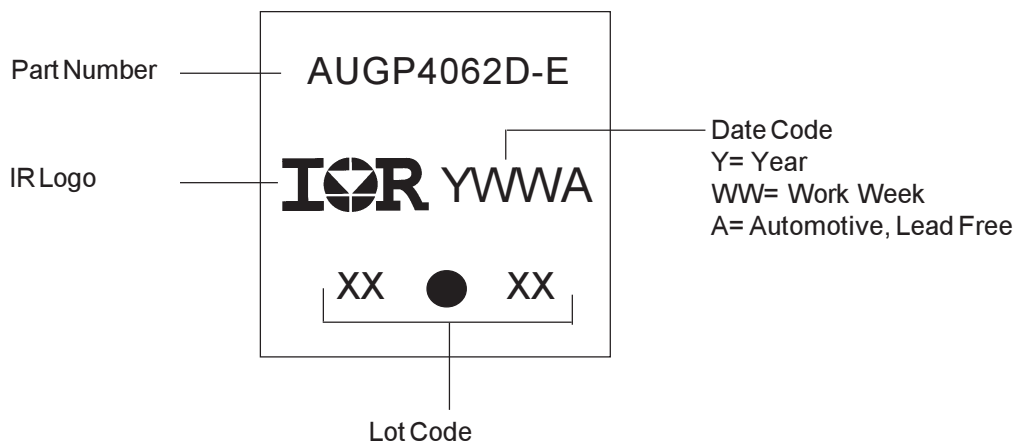 Part Number
AUGP4062D-E
IR Logo
IOR YWWA
Date Code
Y= Year
WW= Work Week
A= Automotive, Lead Free
XX ● XX
Lot Code